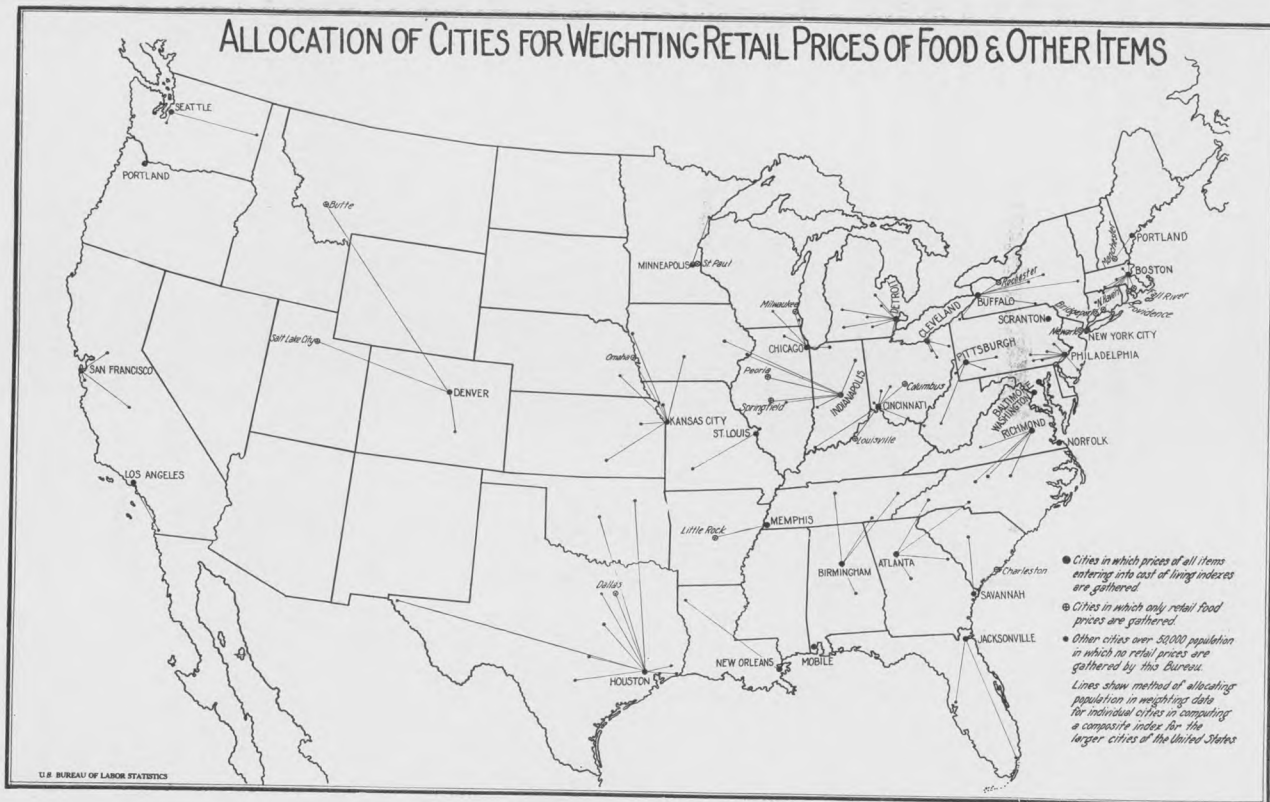 ALLOCATION OF CITIES FOR WEIGHTING RETAIL PRICES OF FOOD & OTHER ITEMS
SEATTLE
PORTLAND
Butte
MINNEAPOLIS
St Paul
Manchester
PORTLAND
Rochester
BOSTON
BUFFALO
Fall River
Providence
N.Haven
Bridgeport
Milwaukee
DETROIT
CLEVELAND
SCRANTON
Newark
NEW YORK CITY
Salt Lake City
SAN FRANCISCO
CHICAGO
PITTSBURGH
PHILADELPHIA
Omaha
Peoria
DENVER
INDIANAPOLIS
Columbus
BALTIMORE
WASHINGTON
Springfield
CINCINNATI
KANSAS CITY
ST. LOUIS
Louisville
RICHMOND
NORFOLK
LOS ANGELES
MEMPHIS
Little Rock
BIRMINGHAM
ATLANTA
Charleston
Dallas
SAVANNAH
JACKSONVILLE
HOUSTON
NEW ORLEANS
MOBILE
Cities in which prices of all items
entering into cost of living indexes
are gathered.
Cities in which only retail food
prices are gathered.
Other cities over 50,000 population
in which no retail prices are
gathered by this Bureau.
Lines show method of allocating
population in weighting data
for individual cities in computing
a composite index for the
larger cities of the United States
U.S. BUREAU OF LABOR STATISTICS